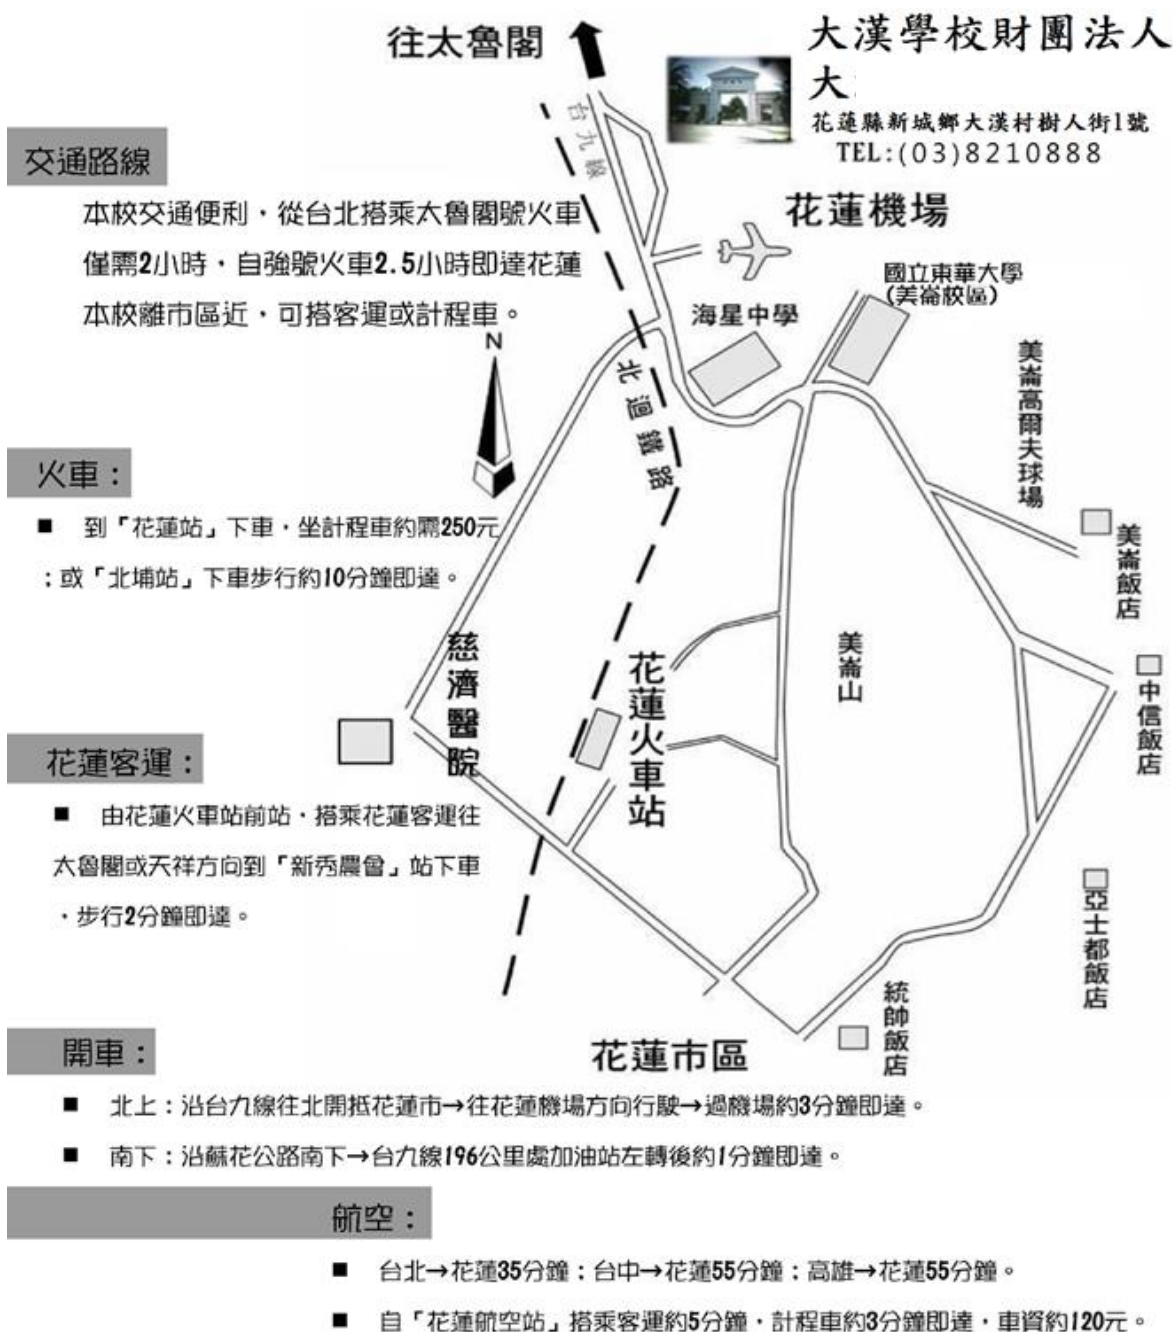 往太魯閣
大漢學校財團法人
大
花蓮縣新城鄉大漢村樹人街1號
TEL:(03)8210888
台九線
交通路線
本校交通便利，從台北搭乘太魯閣號火車
僅需2小時，自強號火車2.5小時即達花蓮
本校離市區近，可搭客運或計程車。
花蓮機場
國立東華大學
(美崙校區)
海星中學
N
北迴鐵路
美崙高爾夫球場
火車：
■ 到「花蓮站」下車，坐計程車約需250元
；或「北埔站」下車步行約10分鐘即達。
美崙飯店
慈濟醫院
花蓮火車站
美崙山
中信飯店
花蓮客運：
■ 由花蓮火車站前站，搭乘花蓮客運往
太魯閣或天祥方向到「新秀農會」站下車
，步行2分鐘即達。
亞士都飯店
統帥飯店
花蓮市區
開車：
■ 北上：沿台九線往北開抵花蓮市→往花蓮機場方向行駛→過機場約3分鐘即達。
■ 南下：沿蘇花公路南下→台九線196公里處加油站左轉後約1分鐘即達。
航空：
■ 台北→花蓮35分鐘；台中→花蓮55分鐘；高雄→花蓮55分鐘。
■ 自「花蓮航空站」搭乘客運約5分鐘，計程車約3分鐘即達，車資約120元。